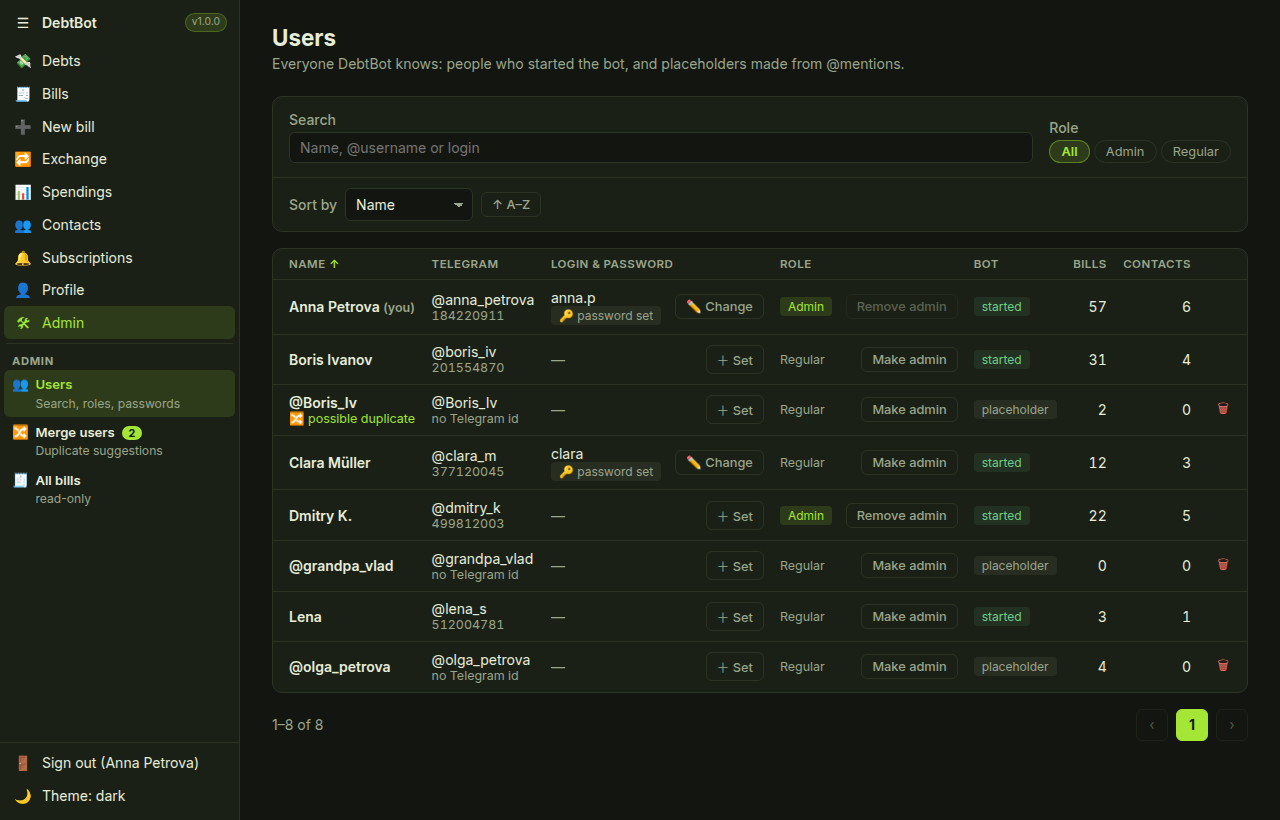 ☰ DebtBot v1.0.0
💸 Debts
🧾 Bills
➕ New bill
🔁 Exchange
📊 Spendings
👥 Contacts
🔔 Subscriptions
👤 Profile
🛠 Admin
ADMIN
👥 Users
Search, roles, passwords
🔀 Merge users 2
Duplicate suggestions
🧾 All bills
read-only
🚪 Sign out (Anna Petrova)
🌙 Theme: dark
Users
Everyone DebtBot knows: people who started the bot, and placeholders made from @mentions.
Search
Name, @username or login
Role
All Admin Regular
Sort by Name ↑ A–Z
NAME ↑ TELEGRAM LOGIN & PASSWORD ROLE BOT BILLS CONTACTS
Anna Petrova (you) @anna_petrova anna.p ✏️ Change Admin Remove admin started 57 6
184220911 🔑 password set
Boris Ivanov @boris_iv — + Set Regular Make admin started 31 4
201554870
@Boris_Iv @Boris_Iv — + Set Regular Make admin placeholder 2 0 🗑
🔀 possible duplicate no Telegram id
Clara Müller @clara_m clara ✏️ Change Regular Make admin started 12 3
377120045 🔑 password set
Dmitry K. @dmitry_k — + Set Admin Remove admin started 22 5
499812003
@grandpa_vlad @grandpa_vlad — + Set Regular Make admin placeholder 0 0 🗑
no Telegram id
Lena @lena_s — + Set Regular Make admin started 3 1
512004781
@olga_petrova @olga_petrova — + Set Regular Make admin placeholder 4 0 🗑
no Telegram id
1–8 of 8
‹ 1 ›